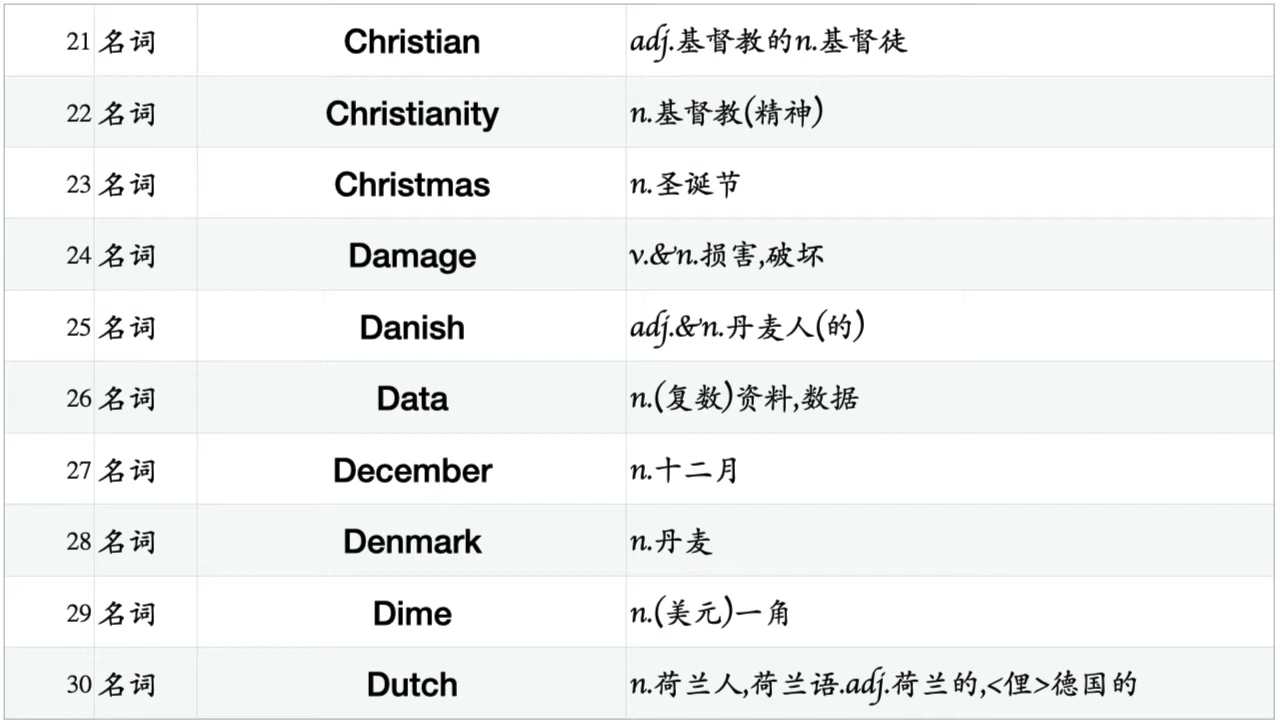 21 名词 Christian adj.基督教的n.基督徒
22 名词 Christianity n.基督教(精神)
23 名词 Christmas n.圣诞节
24 名词 Damage v.&n.损害,破坏
25 名词 Danish adj.&n.丹麦人(的)
26 名词 Data n.(复数)资料,数据
27 名词 December n.十二月
28 名词 Denmark n.丹麦
29 名词 Dime n.(美元)一角
30 名词 Dutch n.荷兰人,荷兰语.adj.荷兰的,<俚>德国的